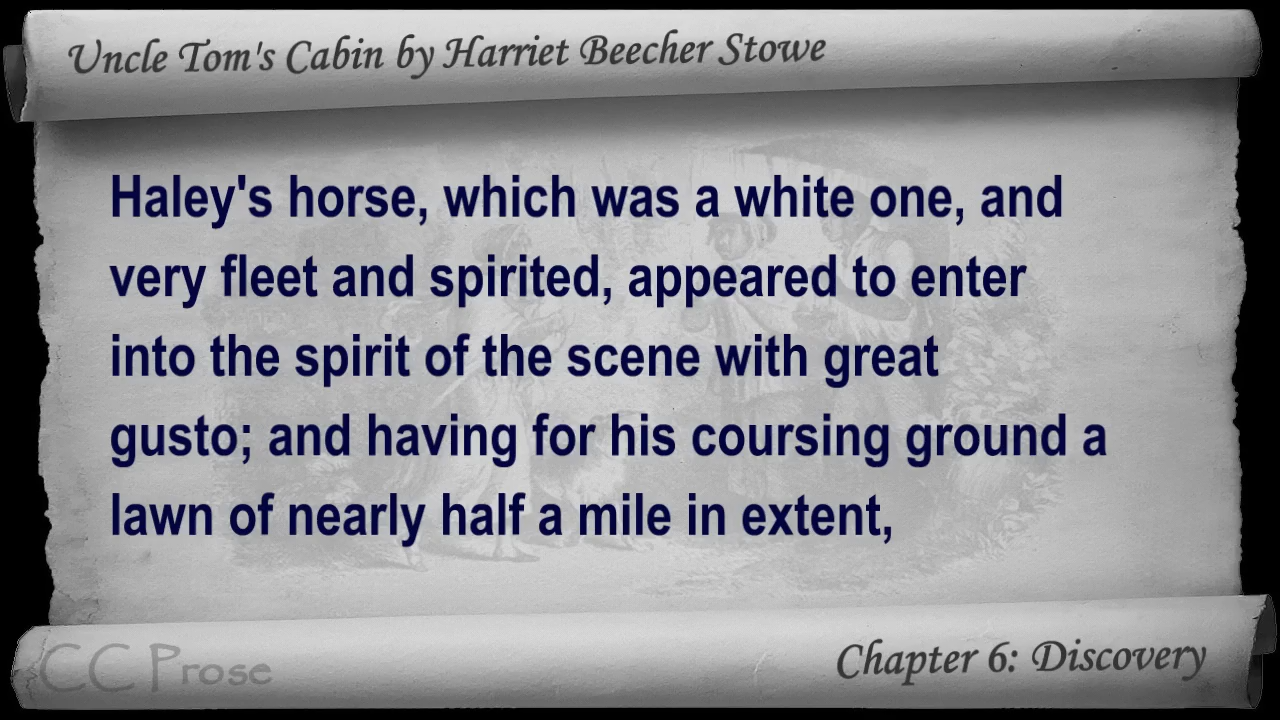 Uncle Tom's Cabin by Harriet Beecher Stowe
Haley's horse, which was a white one, and
very fleet and spirited, appeared to enter
into the spirit of the scene with great
gusto; and having for his coursing ground a
lawn of nearly half a mile in extent,
CC Prose
Chapter 6: Discovery